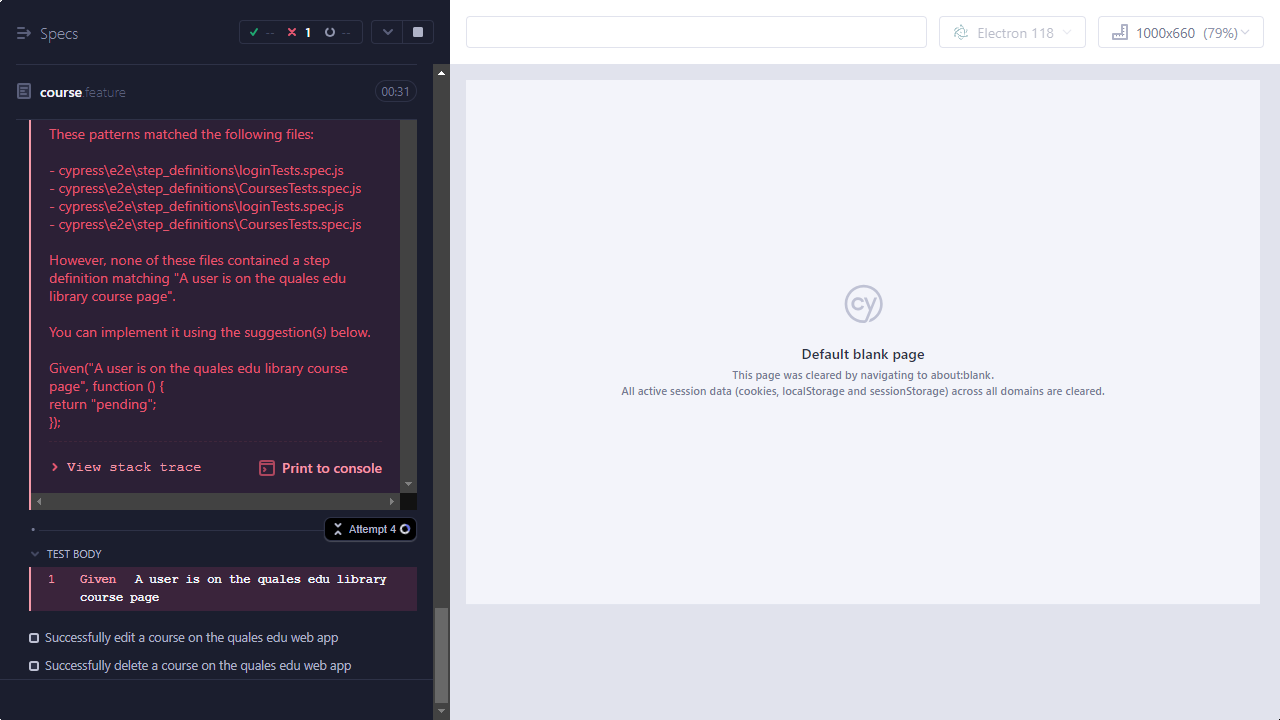 Specs
--
1
--
Electron 118
1000x660 (79%)
course.feature
00:31
These patterns matched the following files:
- cypress\e2e\step_definitions\loginTests.spec.js
- cypress\e2e\step_definitions\CoursesTests.spec.js
- cypress\e2e\step_definitions\loginTests.spec.js
- cypress\e2e\step_definitions\CoursesTests.spec.js
However, none of these files contained a step
definition matching "A user is on the quales edu
library course page".
You can implement it using the suggestion(s) below.
Given("A user is on the quales edu library course
page", function () {
return "pending";
});
View stack trace
Print to console
Attempt 4
TEST BODY
1 Given A user is on the quales edu library
course page
Successfully edit a course on the quales edu web app
Successfully delete a course on the quales edu web app
cy
Default blank page
This page was cleared by navigating to about:blank.
All active session data (cookies, localStorage and sessionStorage) across all domains are cleared.